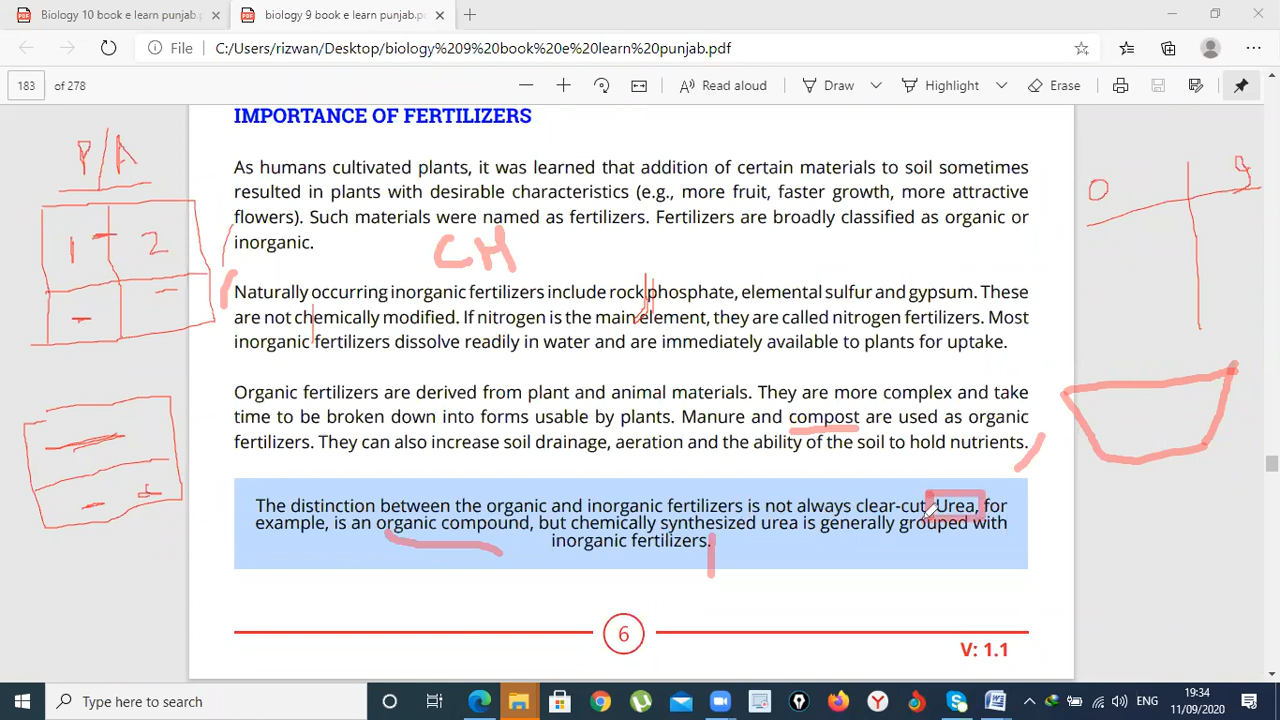 Biology 10 book e learn punjab.p
biology 9 book e learn punjab.pd
File
C:/Users/rizwan/Desktop/biology%209%20book%20e%20learn%20punjab.pdf
183 of 278
Read aloud
Draw
Highlight
Erase
IMPORTANCE OF FERTILIZERS
P/A
O
1 2
As humans cultivated plants, it was learned that addition of certain materials to soil sometimes
resulted in plants with desirable characteristics (e.g., more fruit, faster growth, more attractive
flowers). Such materials were named as fertilizers. Fertilizers are broadly classified as organic or
inorganic.
CH
Naturally occurring inorganic fertilizers include rock phosphate, elemental sulfur and gypsum. These
are not chemically modified. If nitrogen is the main element, they are called nitrogen fertilizers. Most
inorganic fertilizers dissolve readily in water and are immediately available to plants for uptake.
Organic fertilizers are derived from plant and animal materials. They are more complex and take
time to be broken down into forms usable by plants. Manure and compost are used as organic
fertilizers. They can also increase soil drainage, aeration and the ability of the soil to hold nutrients.
The distinction between the organic and inorganic fertilizers is not always clear-cut. Urea, for
example, is an organic compound, but chemically synthesized urea is generally grouped with
inorganic fertilizers.
6
V: 1.1
Type here to search
ENG
19:34
11/09/2020